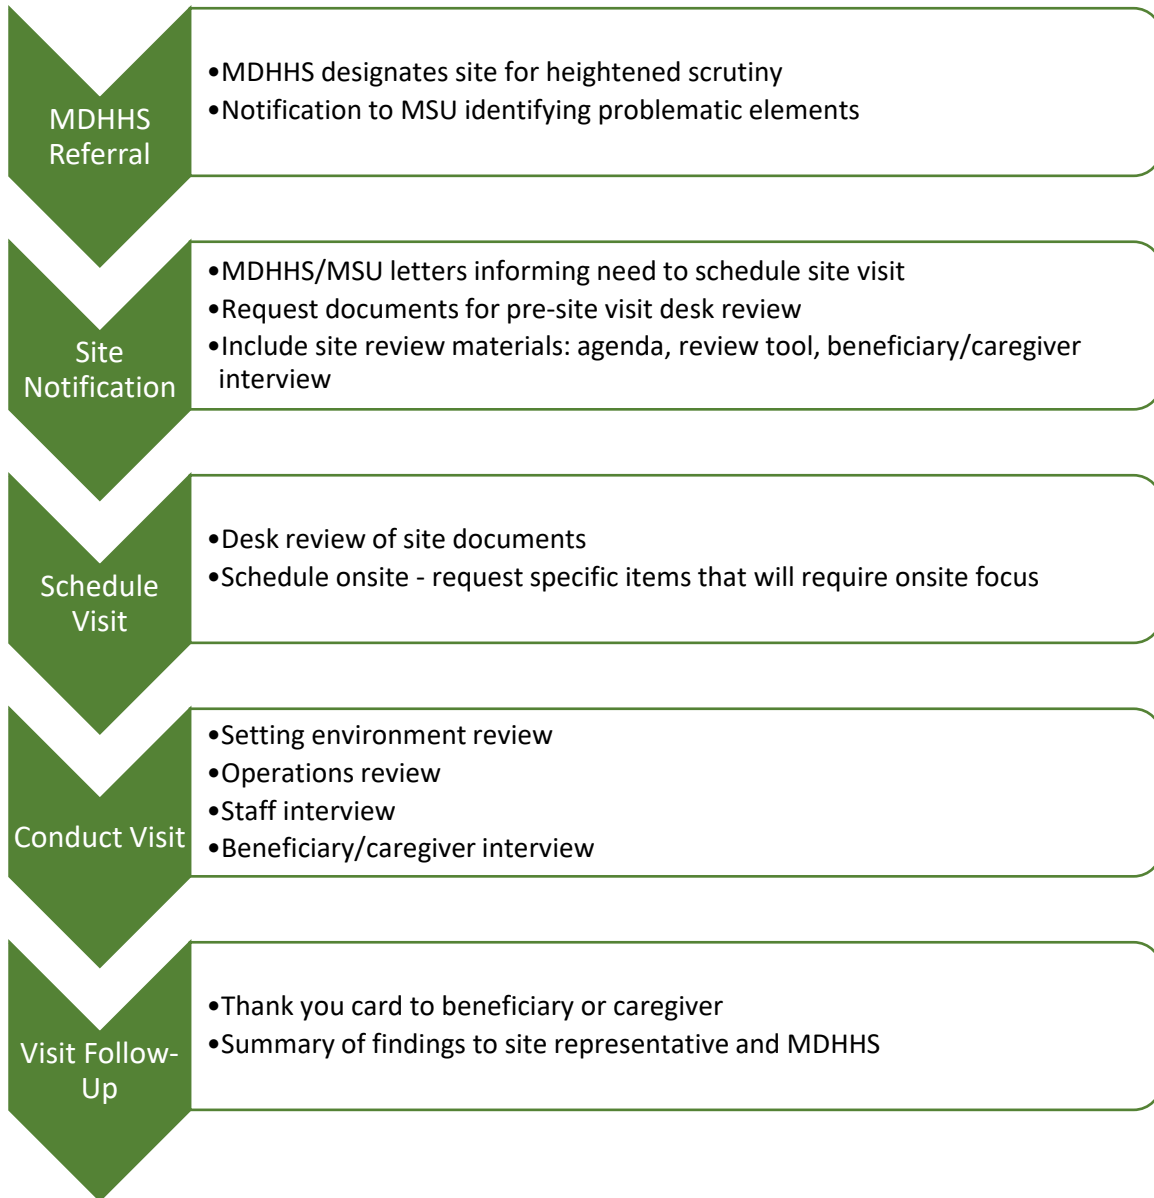 MDHHS
Referral
•MDHHS designates site for heightened scrutiny
•Notification to MSU identifying problematic elements
Site
Notification
•MDHHS/MSU letters informing need to schedule site visit
•Request documents for pre-site visit desk review
•Include site review materials: agenda, review tool, beneficiary/caregiver
interview
Schedule
Visit
•Desk review of site documents
•Schedule onsite - request specific items that will require onsite focus
Conduct Visit
•Setting environment review
•Operations review
•Staff interview
•Beneficiary/caregiver interview
Visit Follow-
Up
•Thank you card to beneficiary or caregiver
•Summary of findings to site representative and MDHHS